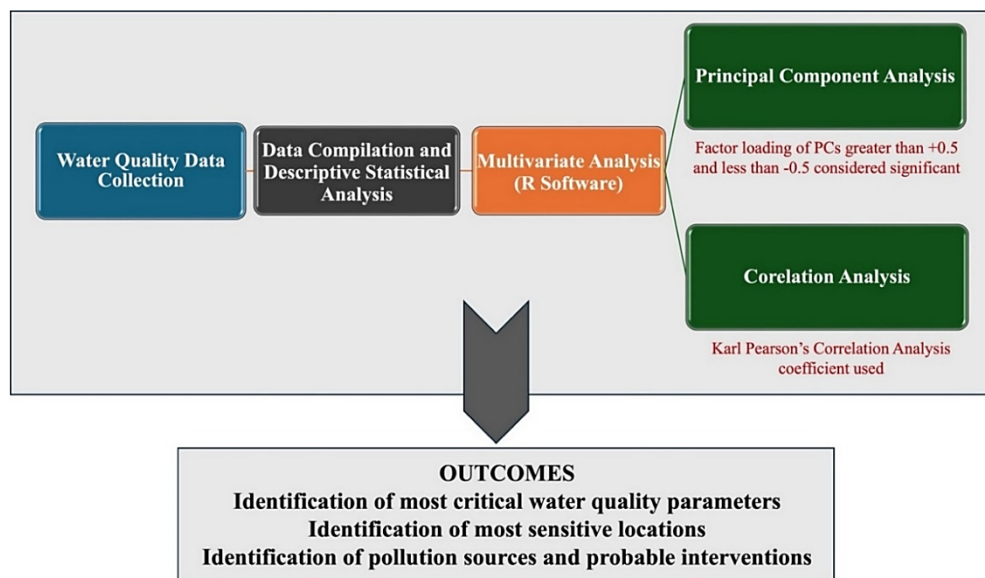 Water Quality Data
Collection
Data Compilation and
Descriptive Statistical
Analysis
Multivariate Analysis
(R Software)
Principal Component Analysis
Factor loading of PCs greater than +0.5
and less than -0.5 considered significant
Corelation Analysis
Karl Pearson’s Correlation Analysis
coefficient used
OUTCOMES
Identification of most critical water quality parameters
Identification of most sensitive locations
Identification of pollution sources and probable interventions